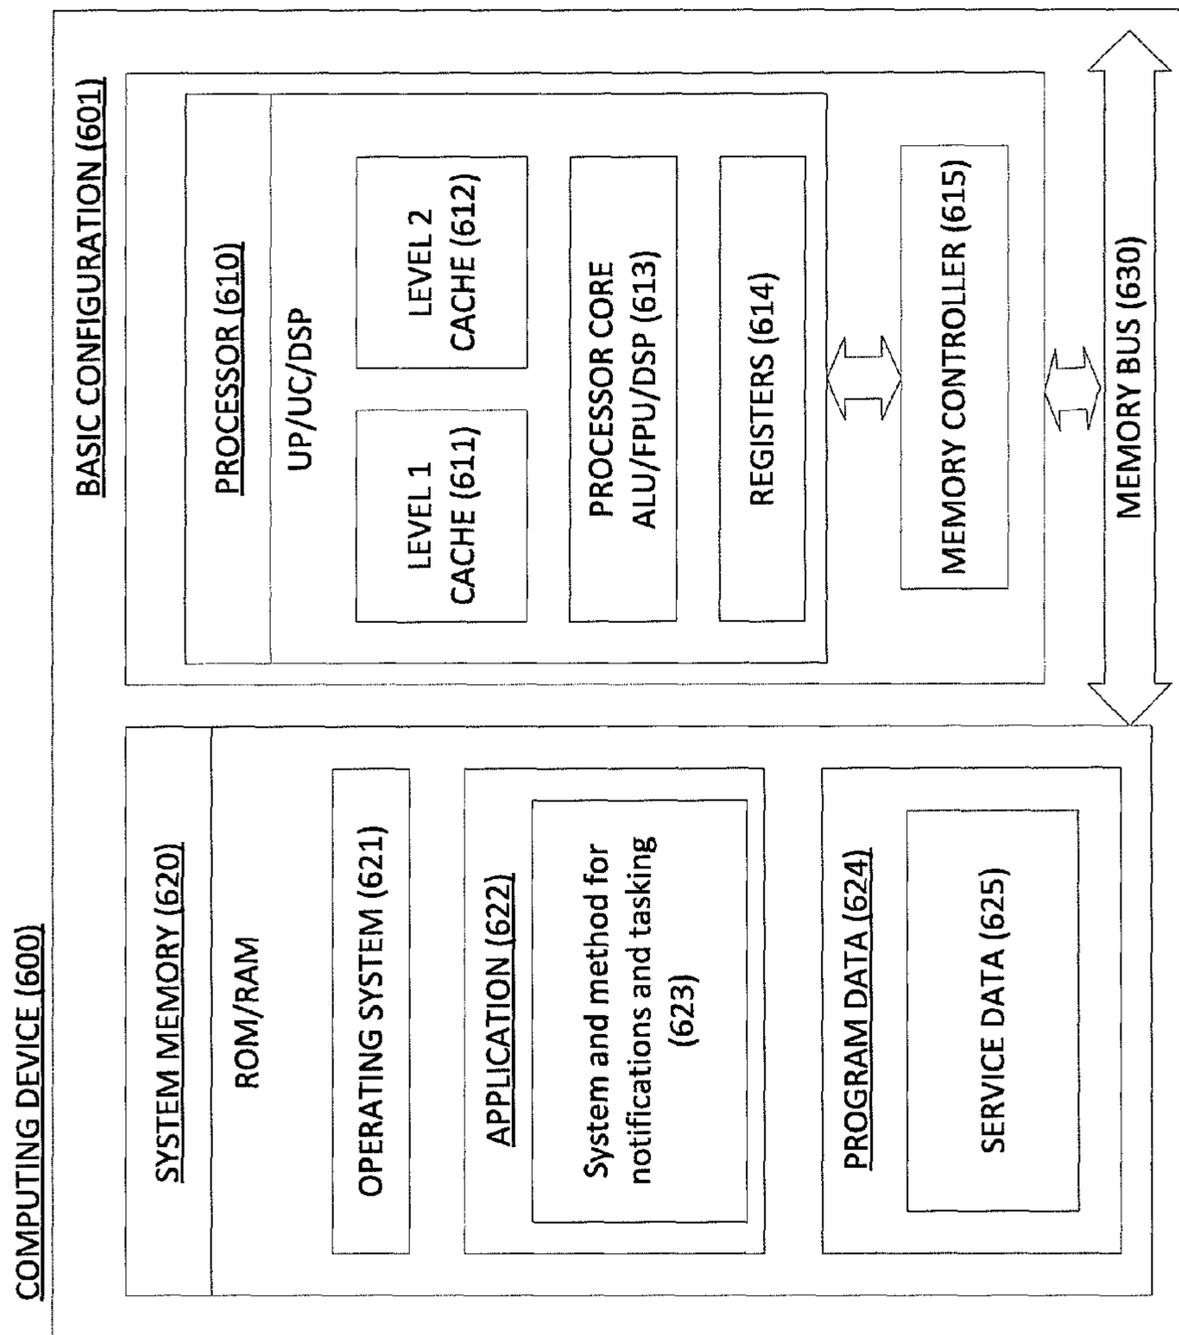 COMPUTING DEVICE (600)
BASIC CONFIGURATION (601)
SYSTEM MEMORY (620)
ROM/RAM
OPERATING SYSTEM (621)
APPLICATION (622)
System and method for
notifications and tasking
(623)
PROGRAM DATA (624)
SERVICE DATA (625)
PROCESSOR (610)
UP/UC/DSP
LEVEL 1
CACHE (611)
LEVEL 2
CACHE (612)
PROCESSOR CORE
ALU/FPU/DSP (613)
REGISTERS (614)
MEMORY CONTROLLER (615)
MEMORY BUS (630)